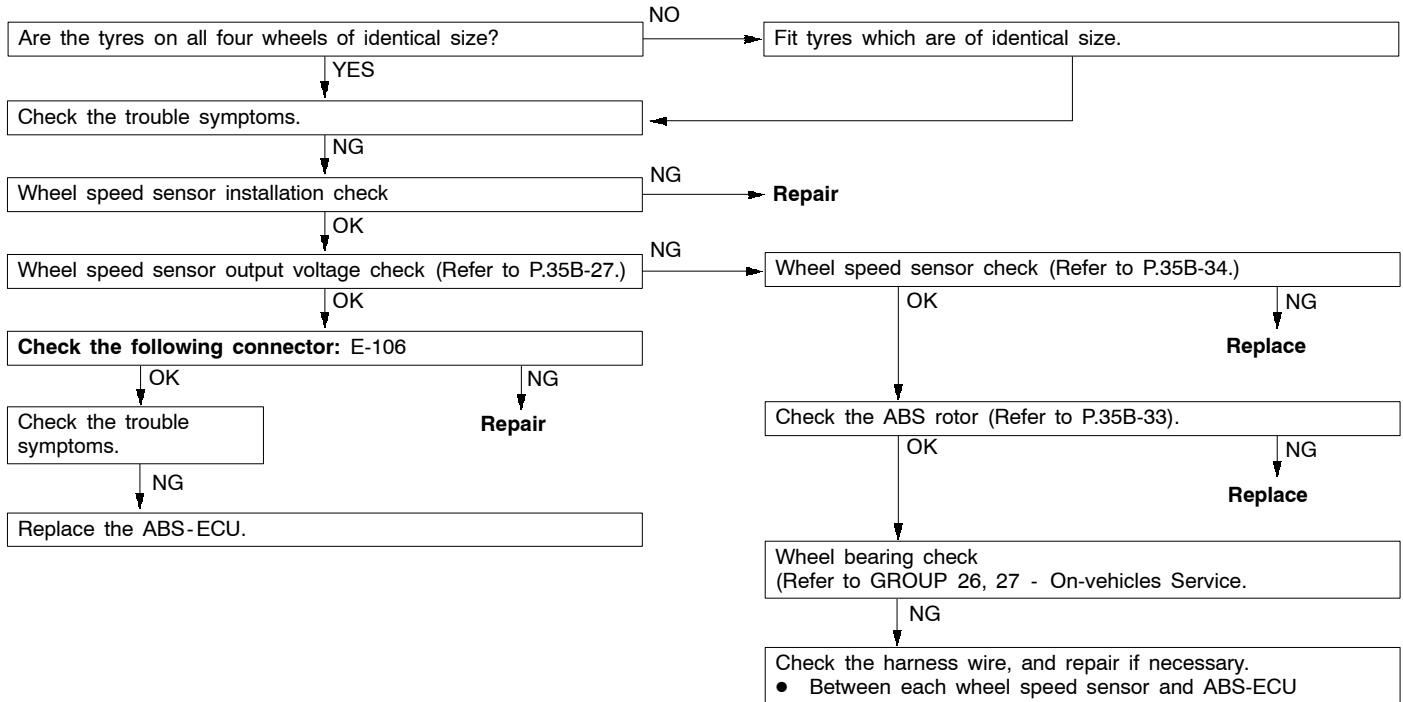 NO
Are the tyres on all four wheels of identical size?
Fit tyres which are of identical size.
YES
Check the trouble symptoms.
NG
Wheel speed sensor installation check
NG
Repair
OK
Wheel speed sensor output voltage check (Refer to P.35B-27.)
NG
Wheel speed sensor check (Refer to P.35B-34.)
OK
OK
NG
Replace
Check the following connector: E-106
OK
NG
Repair
Check the trouble
symptoms.
NG
Replace the ABS-ECU.
Check the ABS rotor (Refer to P.35B-33).
OK
NG
Replace
Wheel bearing check
(Refer to GROUP 26, 27 - On-vehicles Service.
NG
Check the harness wire, and repair if necessary.
● Between each wheel speed sensor and ABS-ECU